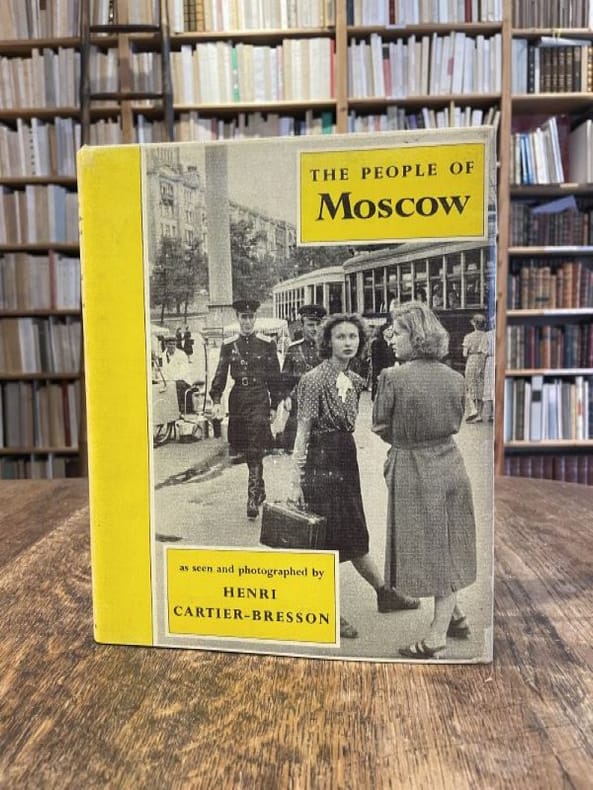 THE PEOPLE OF
MOSCOW
as seen and photographed by
HENRI
CARTIER-BRESSON